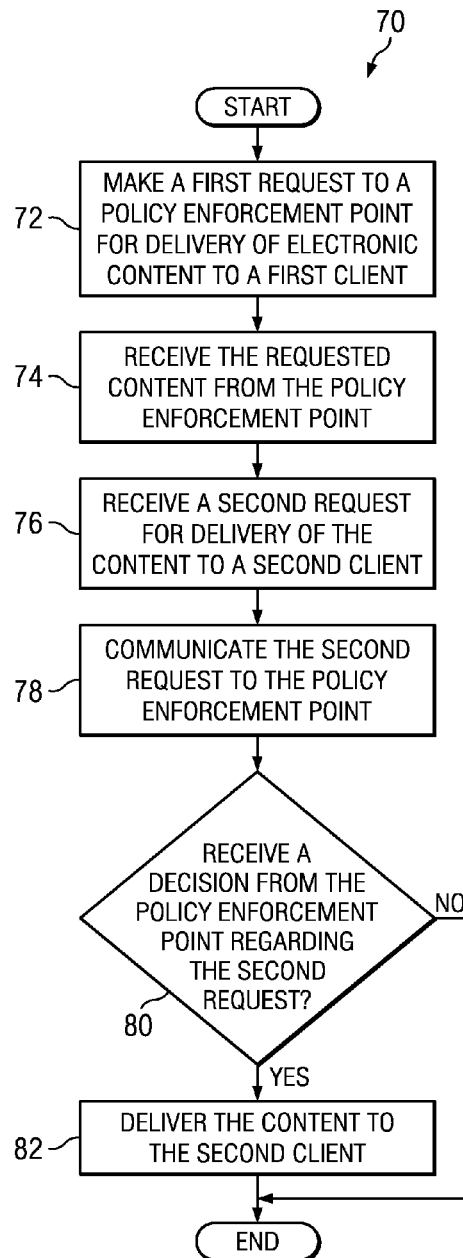 70
START
MAKE A FIRST REQUEST TO A
POLICY ENFORCEMENT POINT
FOR DELIVERY OF ELECTRONIC
CONTENT TO A FIRST CLIENT
72
RECEIVE THE REQUESTED
CONTENT FROM THE POLICY
ENFORCEMENT POINT
74
RECEIVE A SECOND REQUEST
FOR DELIVERY OF THE
CONTENT TO A SECOND CLIENT
76
COMMUNICATE THE SECOND
REQUEST TO THE POLICY
ENFORCEMENT POINT
78
RECEIVE A
DECISION FROM THE
POLICY ENFORCEMENT
POINT REGARDING
THE SECOND
REQUEST?
NO
80
YES
DELIVER THE CONTENT TO
THE SECOND CLIENT
82
END